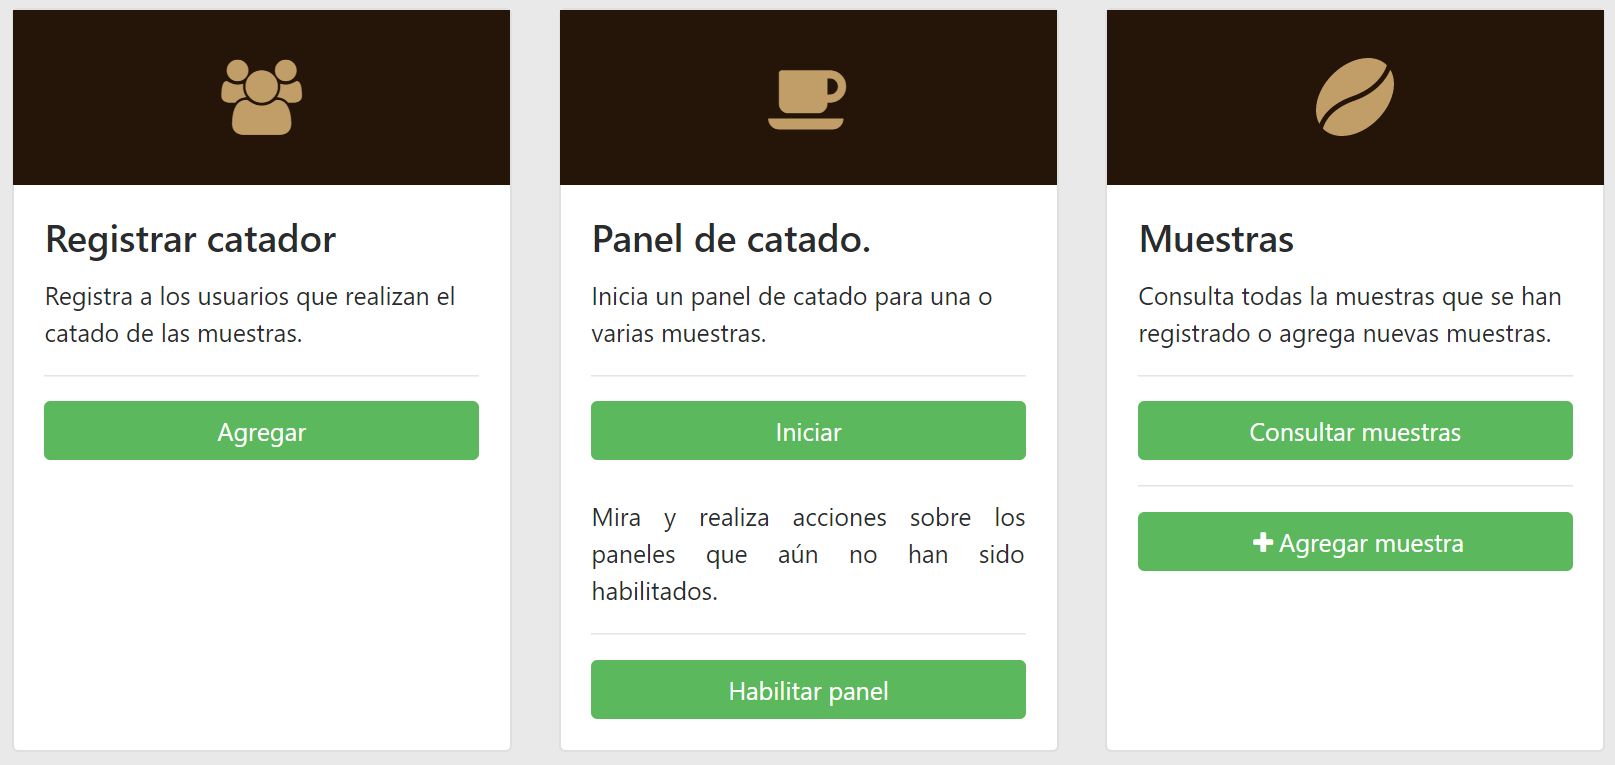 Registrar catador
Registra a los usuarios que realizan el
catado de las muestras.
Agregar
Panel de catado.
Inicia un panel de catado para una o
varias muestras.
Iniciar
Mira y realiza acciones sobre los
paneles que aún no han sido
habilitados.
Habilitar panel
Muestras
Consulta todas la muestras que se han
registrado o agrega nuevas muestras.
Consultar muestras
Agregar muestra